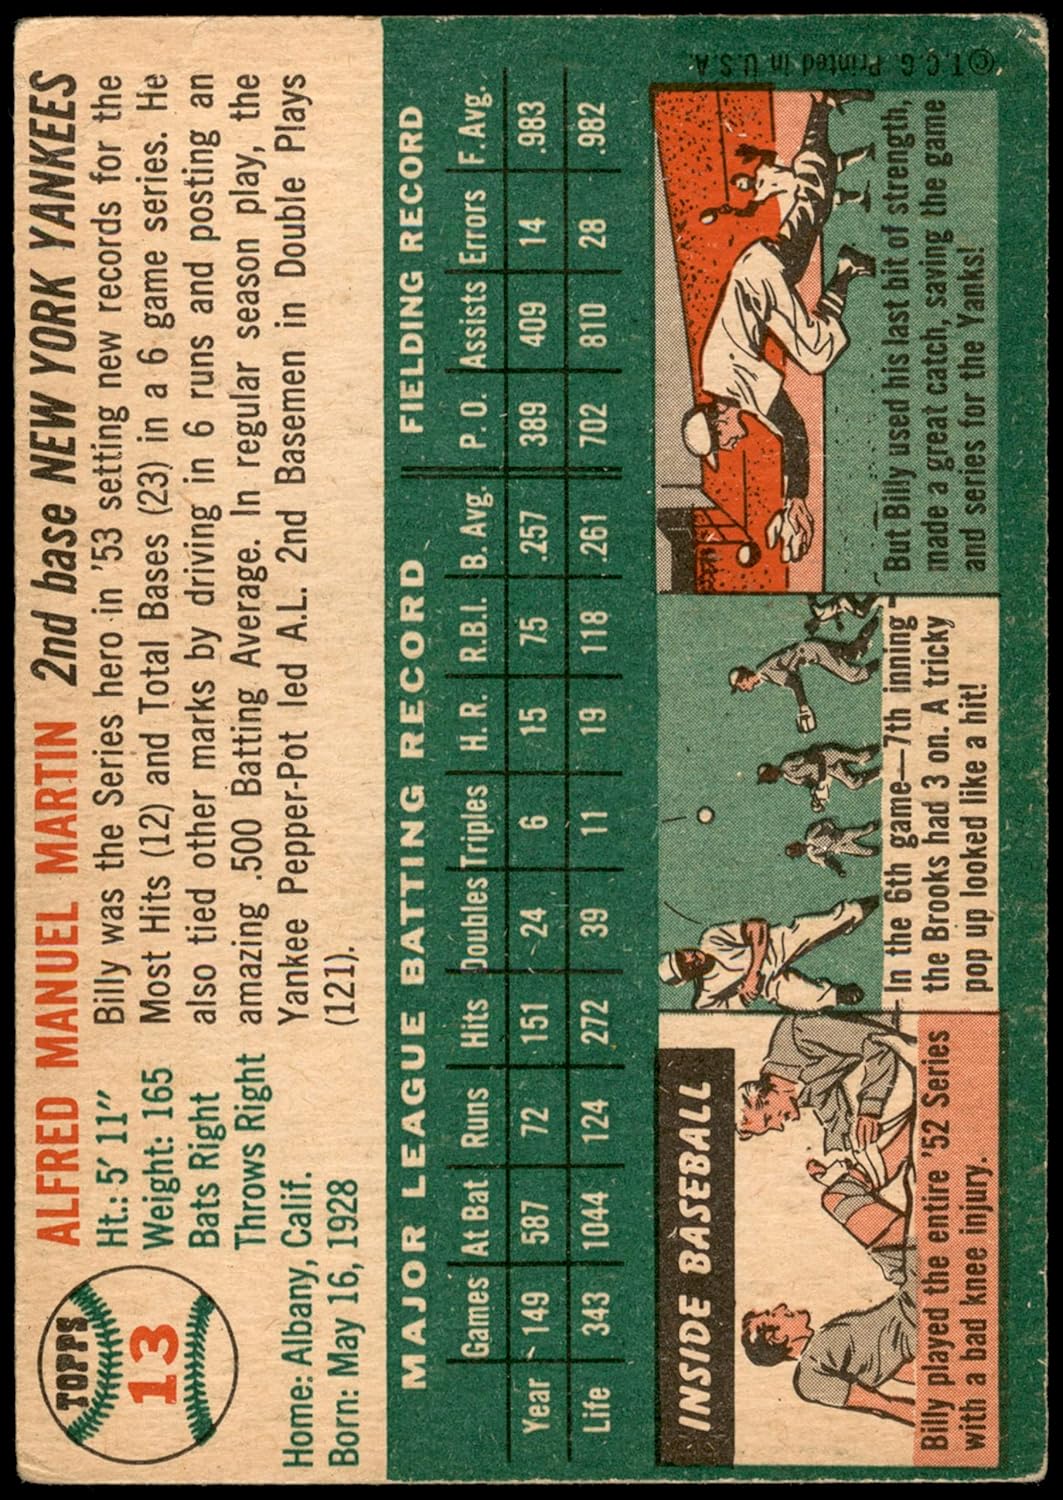 TOPPS
13
ALFRED MANUEL MARTIN 2nd base NEW YORK YANKEES
Ht.: 5' 11"
Weight: 165
Bats Right
Throws Right
Home: Albany, Calif.
Born: May 16, 1928
Billy was the Series hero in '53 setting new records for the
Most Hits (12) and Total Bases (23) in a 6 game series. He
also tied other marks by driving in 6 runs and posting an
amazing .500 Batting Average. In regular season play, the
Yankee Pepper-Pot led A.L. 2nd Basemen in Double Plays
(121).
MAJOR LEAGUE BATTING RECORD FIELDING RECORD
Games At Bat Runs Hits Doubles Triples H. R. R.B.I. B. Avg. P. O. Assists Errors F. Avg.
Year 149 587 72 151 24 6 15 75 .257 389 409 14 .983
Life 343 1044 124 272 39 11 19 118 .261 702 810 28 .982
INSIDE BASEBALL
Billy played the entire '52 Series
with a bad knee injury.
In the 6th game—7th inning
the Brooks had 3 on. A tricky
pop up looked like a hit!
But Billy used his last bit of strength,
made a great catch, saving the game
and series for the Yanks!
© T.C.G. Printed in U.S.A.